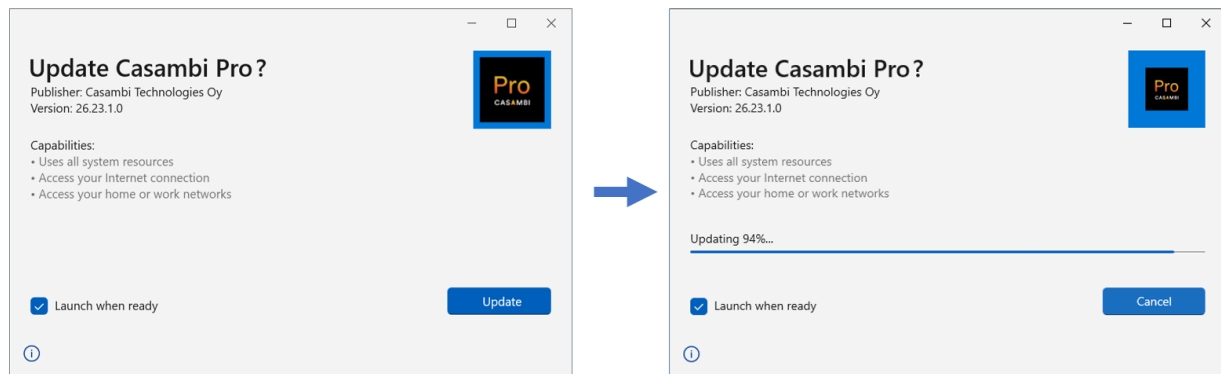 Update Casambi Pro?
Publisher: Casambi Technologies Oy
Version: 26.23.1.0
Pro
CASAMBI
Capabilities:
• Uses all system resources
• Access your Internet connection
• Access your home or work networks
Launch when ready
Update
Update Casambi Pro?
Publisher: Casambi Technologies Oy
Version: 26.23.1.0
Pro
CASAMBI
Capabilities:
• Uses all system resources
• Access your Internet connection
• Access your home or work networks
Updating 94%...
Launch when ready
Cancel